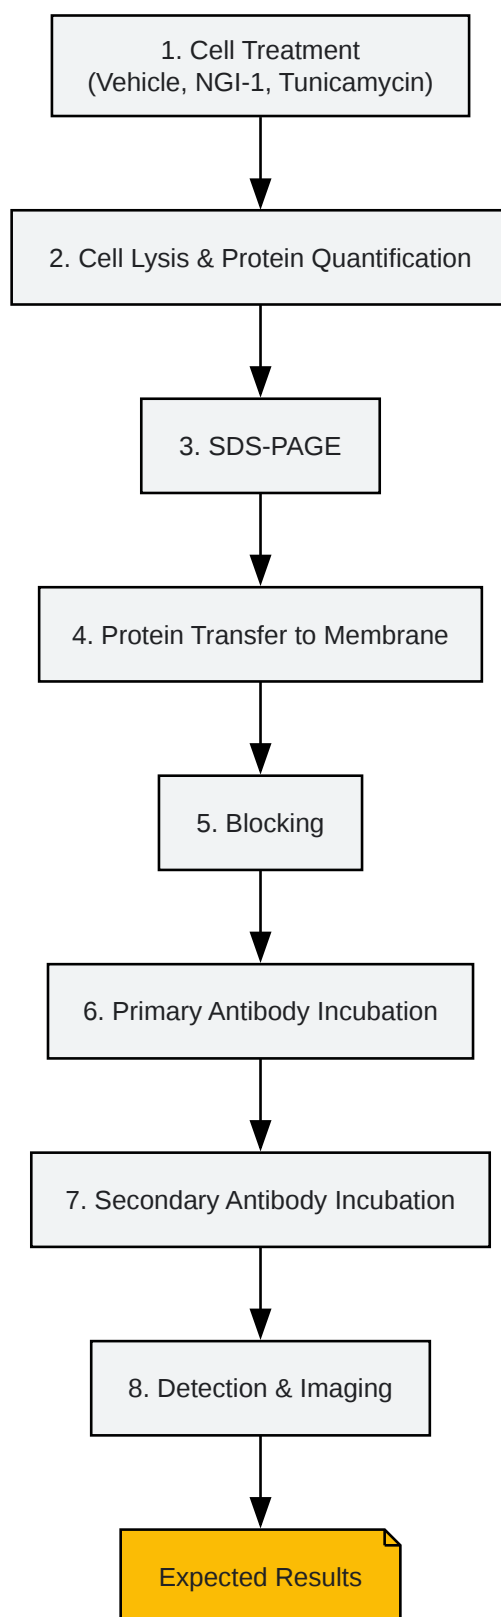 1. Cell Treatment
(Vehicle, NGI-1, Tunicamycin)
2. Cell Lysis & Protein Quantification
3. SDS-PAGE
4. Protein Transfer to Membrane
5. Blocking
6. Primary Antibody Incubation
7. Secondary Antibody Incubation
8. Detection & Imaging
Expected Results